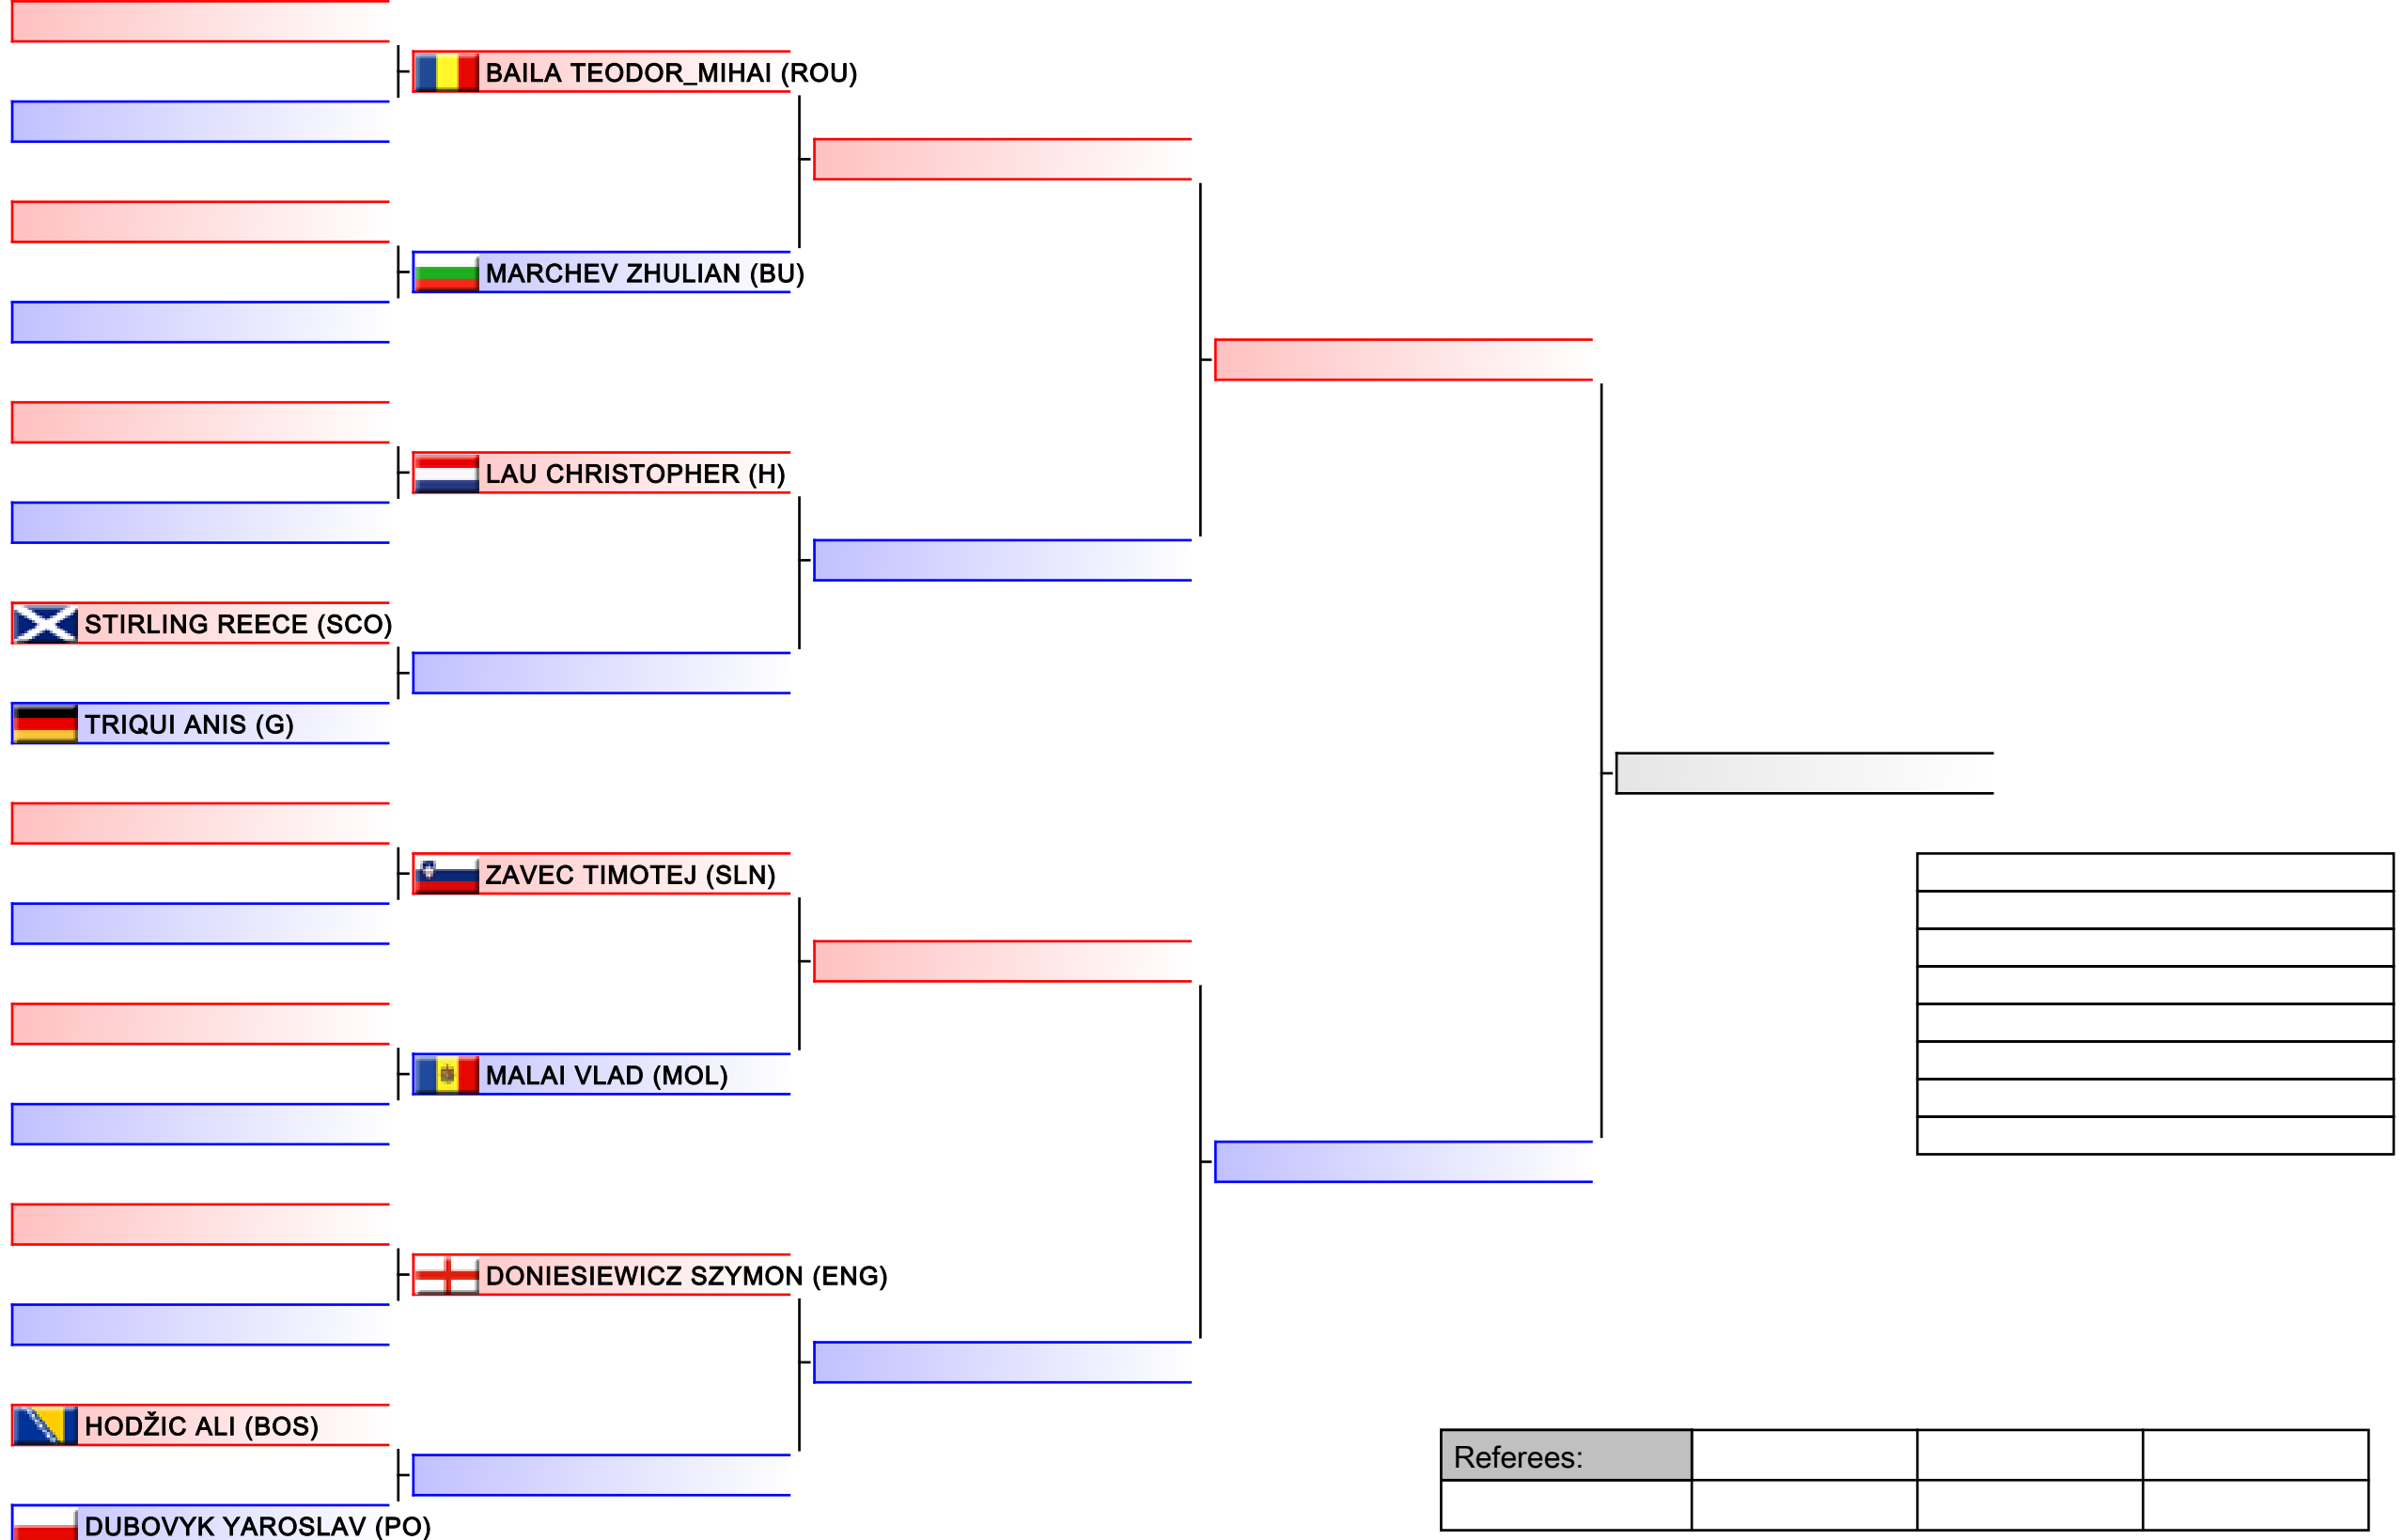 BAILA TEODOR_MIHAI (ROU)
MARCHEV ZHULIAN (BU)
LAU CHRISTOPHER (H)
STIRLING REECE (SCO)
TRIQUI ANIS (G)
ZAVEC TIMOTEJ (SLN)
MALAI VLAD (MOL)
DONIESIEWICZ SZYMON (ENG)
HODŽIC ALI (BOS)
Referees:
DUBOVYK YAROSLAV (PO)